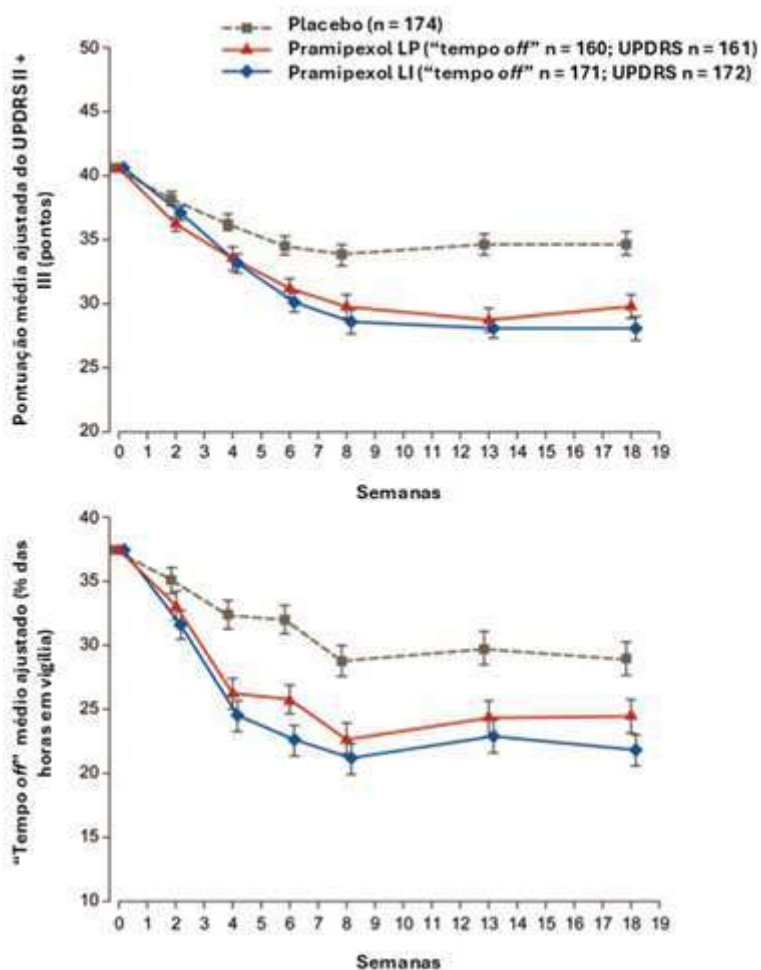 Placebo (n = 174)
Pramipexol LP (“tempo off” n = 160; UPDRS n = 161)
Pramipexol LI (“tempo off” n = 171; UPDRS n = 172)
Pontuação média ajustada do UPDRS II +
III (pontos)
50
45
40
35
30
25
20
0 1 2 3 4 5 6 7 8 9 10 11 12 13 14 15 16 17 18 19
Semanas
“Tempo off” médio ajustado (% das
horas em vigília)
40
35
30
25
20
15
10
0 1 2 3 4 5 6 7 8 9 10 11 12 13 14 15 16 17 18 19
Semanas